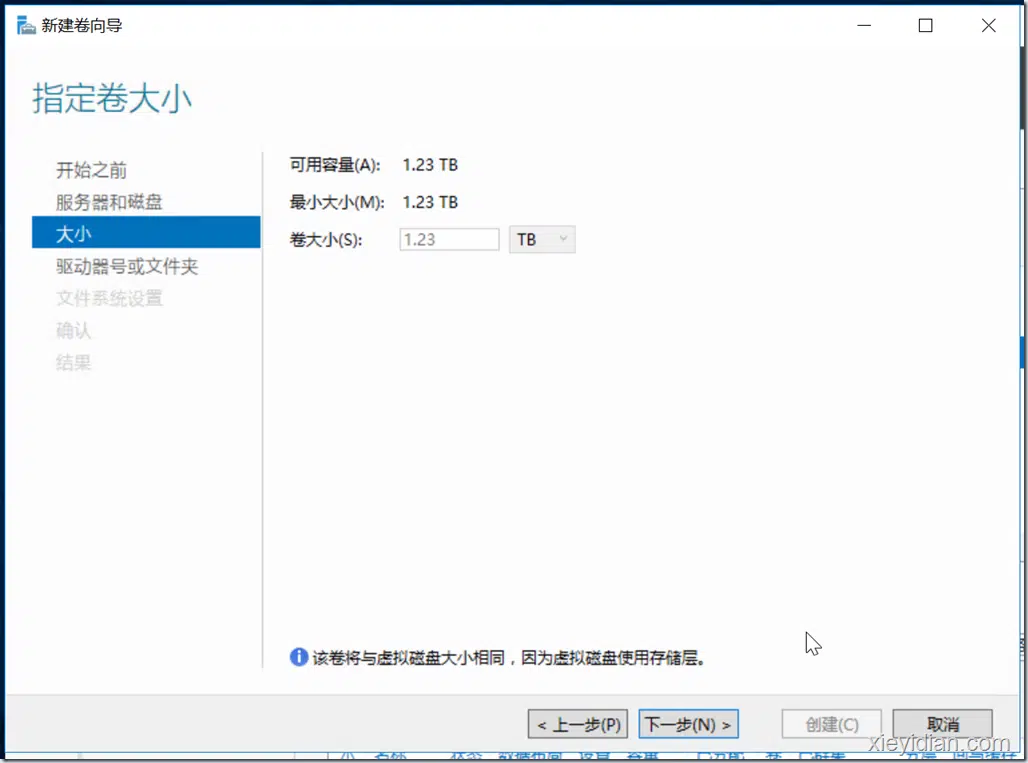 新建卷向导
指定卷大小
开始之前
服务器和磁盘
大小
驱动器号或文件夹
文件系统设置
确认
结果
可用容量(A): 1.23 TB
最小大小(M): 1.23 TB
卷大小(S): 1.23 TB
该卷将与虚拟磁盘大小相同，因为虚拟磁盘使用存储层。
< 上一步(P) 下一步(N) > 创建(C) 取消
xieyidian.com